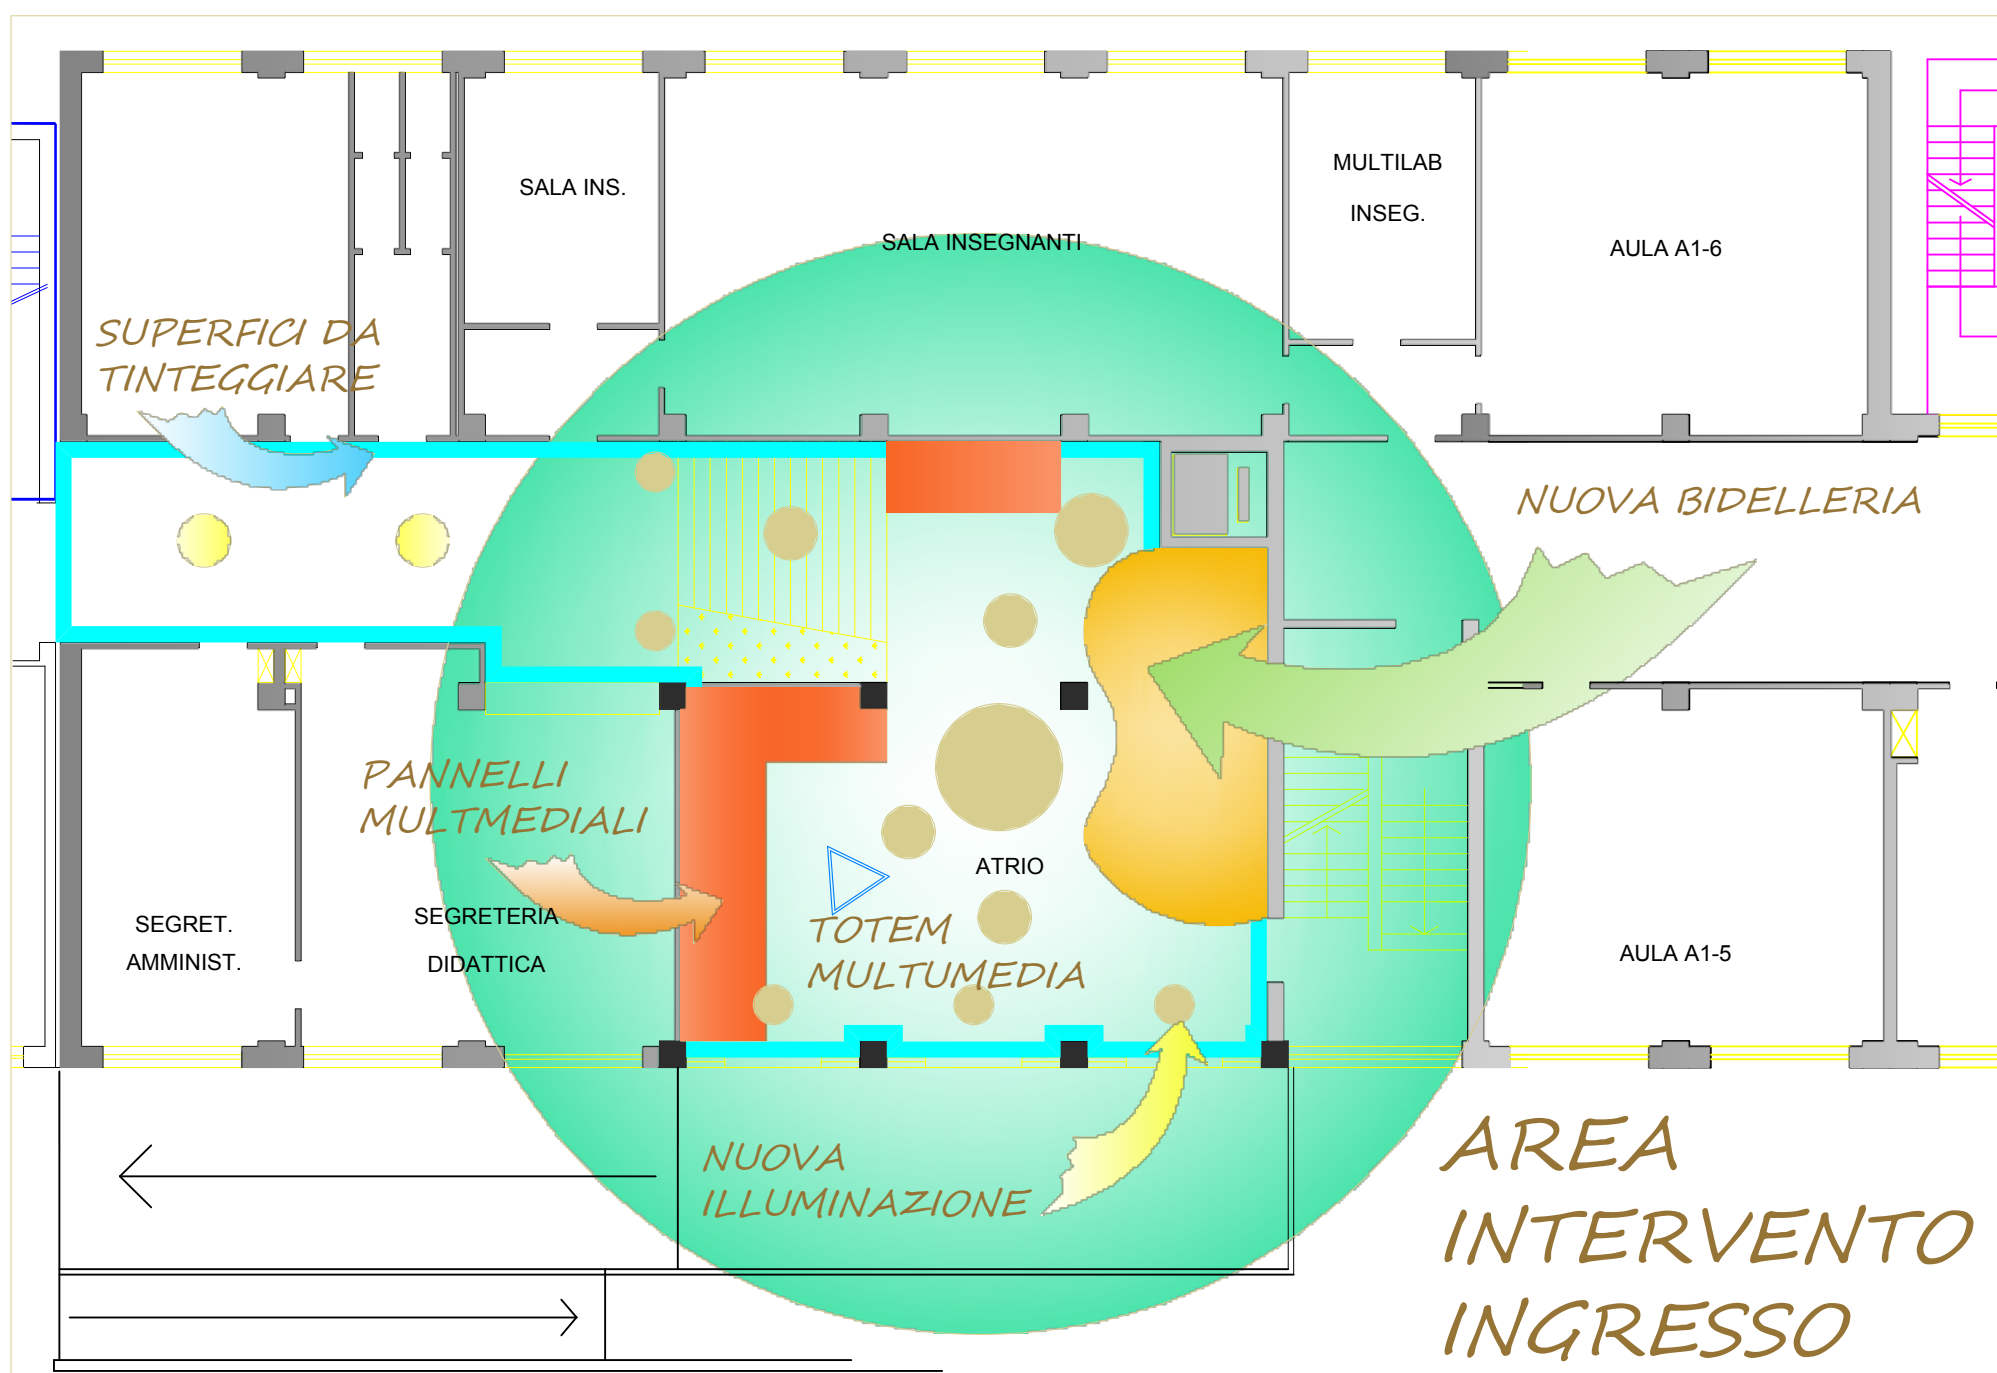 SALA INS.
MULTILAB
INSEG.
SALA INSEGNANTI
AULA A1-6
SUPERFICI DA
TINTEGGIARE
NUOVA BIDELLERIA
PANNELLI
MULTMEDIALI
ATRIO
SEGRET.
AMMINIST.
SEGRETERIA
DIDATTICA
TOTEM
MULTUMEDIA
AULA A1-5
NUOVA
ILLUMINAZIONE
AREA
INTERVENTO
INGRESSO